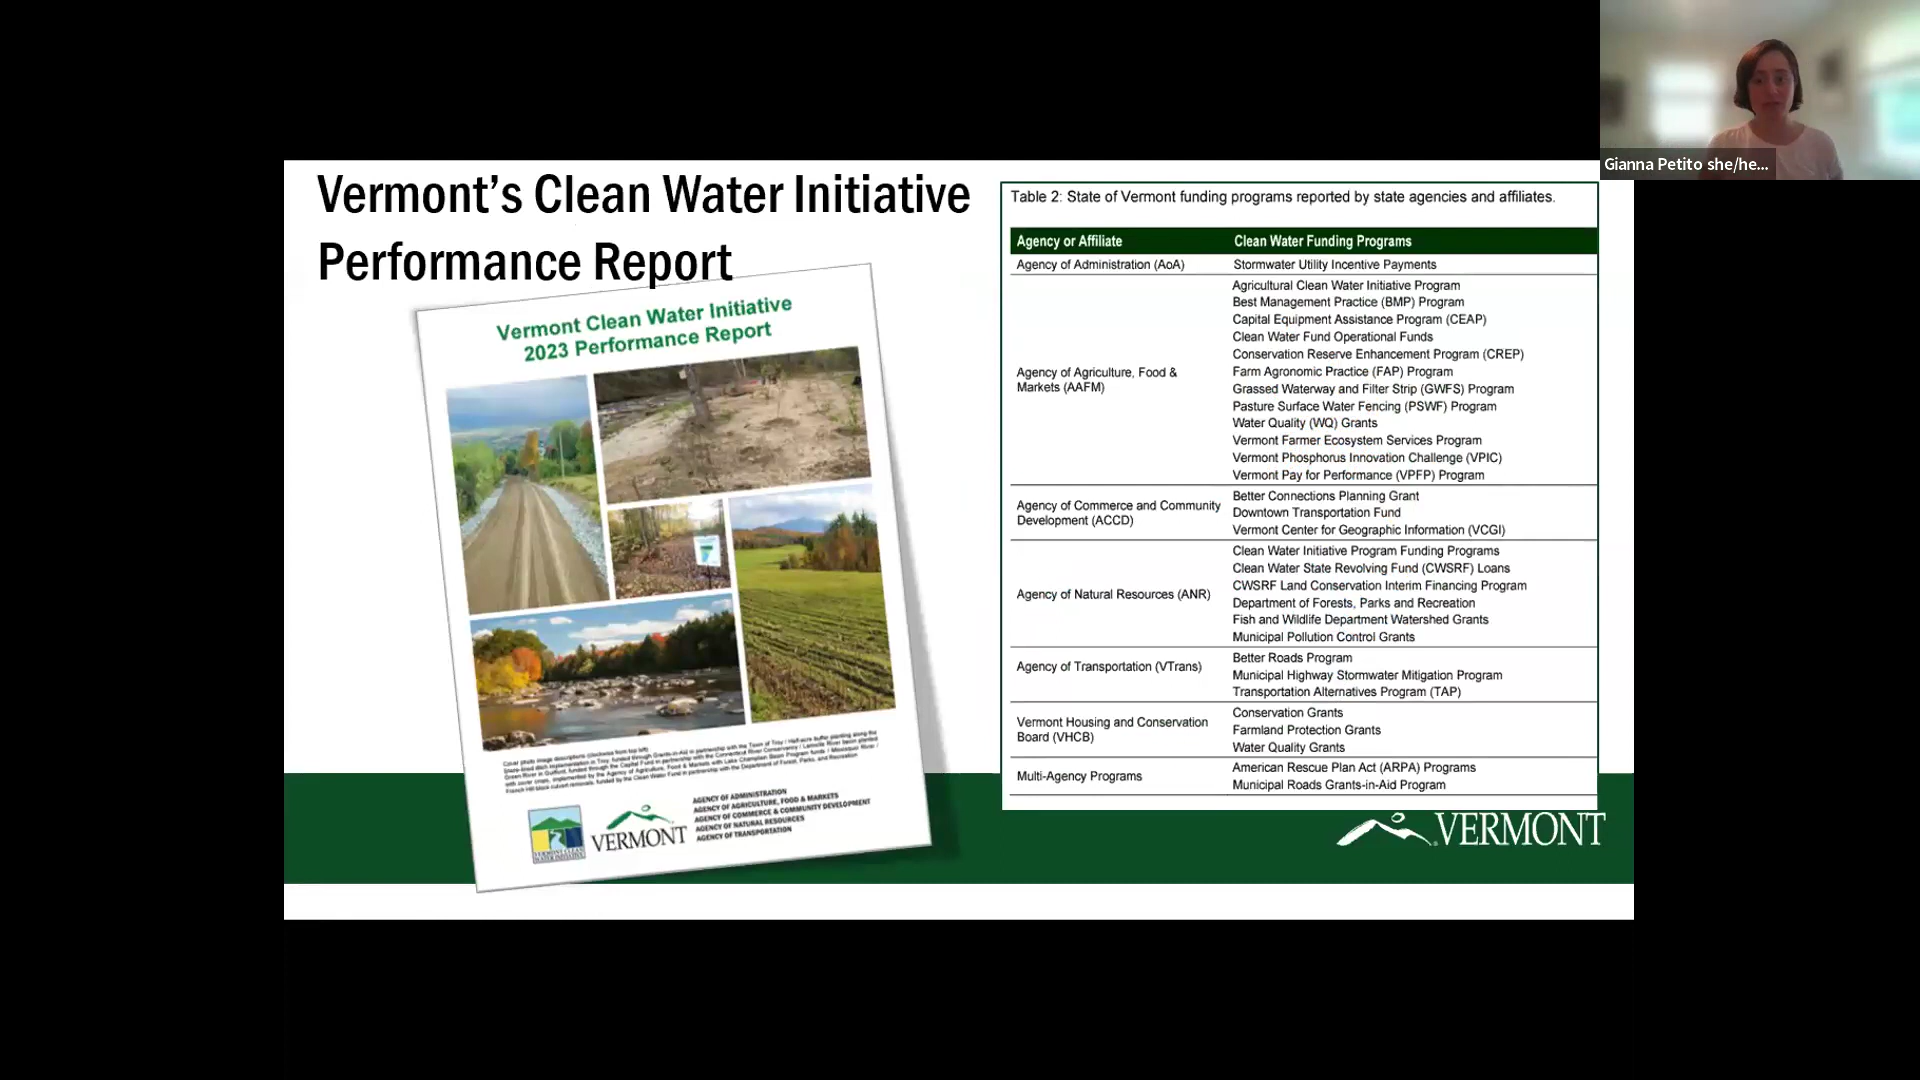 Gianna Petito she/he...
Vermont's Clean Water Initiative
Performance Report
Vermont Clean Water Initiative
2023 Performance Report
Cover photo image descriptions (clockwise from top left)
AGENCY OF ADMINISTRATION
AGENCY OF AGRICULTURE, FOOD & MARKETS
AGENCY OF COMMERCE & COMMUNITY DEVELOPMENT
AGENCY OF NATURAL RESOURCES
AGENCY OF TRANSPORTATION
VERMONT CLEAN
WATER INITIATIVE
VERMONT
Table 2: State of Vermont funding programs reported by state agencies and affiliates.
Agency or Affiliate Clean Water Funding Programs
Agency of Administration (AoA) Stormwater Utility Incentive Payments
Agency of Agriculture, Food &
Markets (AAFM)
Agricultural Clean Water Initiative Program
Best Management Practice (BMP) Program
Capital Equipment Assistance Program (CEAP)
Clean Water Fund Operational Funds
Conservation Reserve Enhancement Program (CREP)
Farm Agronomic Practice (FAP) Program
Grassed Waterway and Filter Strip (GWFS) Program
Pasture Surface Water Fencing (PSWF) Program
Water Quality (WQ) Grants
Vermont Farmer Ecosystem Services Program
Vermont Phosphorus Innovation Challenge (VPIC)
Vermont Pay for Performance (VPFP) Program
Agency of Commerce and Community
Development (ACCD)
Better Connections Planning Grant
Downtown Transportation Fund
Vermont Center for Geographic Information (VCGI)
Agency of Natural Resources (ANR)
Clean Water Initiative Program Funding Programs
Clean Water State Revolving Fund (CWSRF) Loans
CWSRF Land Conservation Interim Financing Program
Department of Forests, Parks and Recreation
Fish and Wildlife Department Watershed Grants
Municipal Pollution Control Grants
Agency of Transportation (VTrans)
Better Roads Program
Municipal Highway Stormwater Mitigation Program
Transportation Alternatives Program (TAP)
Vermont Housing and Conservation
Board (VHCB)
Conservation Grants
Farmland Protection Grants
Water Quality Grants
Multi-Agency Programs
American Rescue Plan Act (ARPA) Programs
Municipal Roads Grants-in-Aid Program
VERMONT